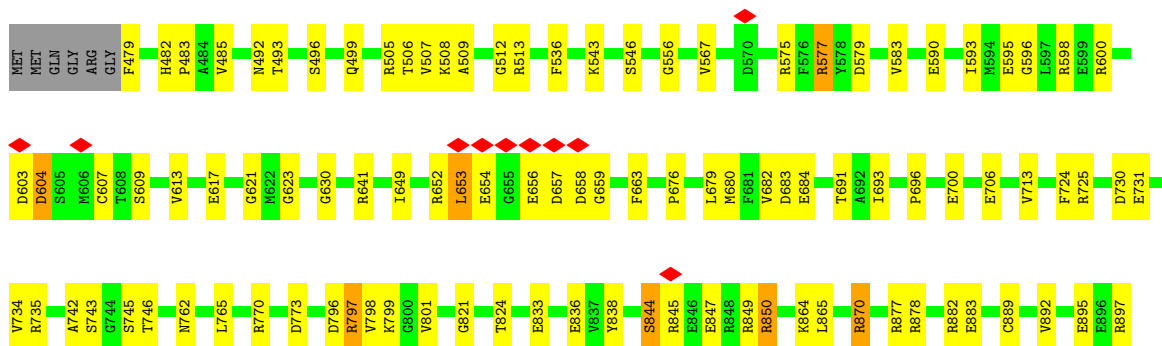 MET MET GLN GLY ARG GLY F479 H482 P483 A484 V485 N492 T493 S496 Q499 R505 T506 V507 K508 A509 G512 R513 F536 K543 S546 G556 V567 D570 R575 F576 R577 Y578 D579 V583 E590 I593 M594 E595 G596 L597 R598 E599 R600
D603 D604 S605 M606 C607 T608 S609 V613 E617 G621 M622 G623 G630 R641 I649 R652 L653 E654 G655 E656 D657 D658 G659 F663 P676 L679 M680 F681 V682 D683 E684 T691 A692 I693 P696 E700 E706 V713 F724 R725 D730 E731
V734 R735 A742 S743 G744 S745 T746 N762 L765 R770 D773 D796 R797 V798 K799 G800 V801 G821 T824 E833 E836 V837 Y838 S844 R845 E846 E847 R848 R849 R850 K864 L865 R870 R877 R878 R882 E883 C889 V892 E895 E896 R897